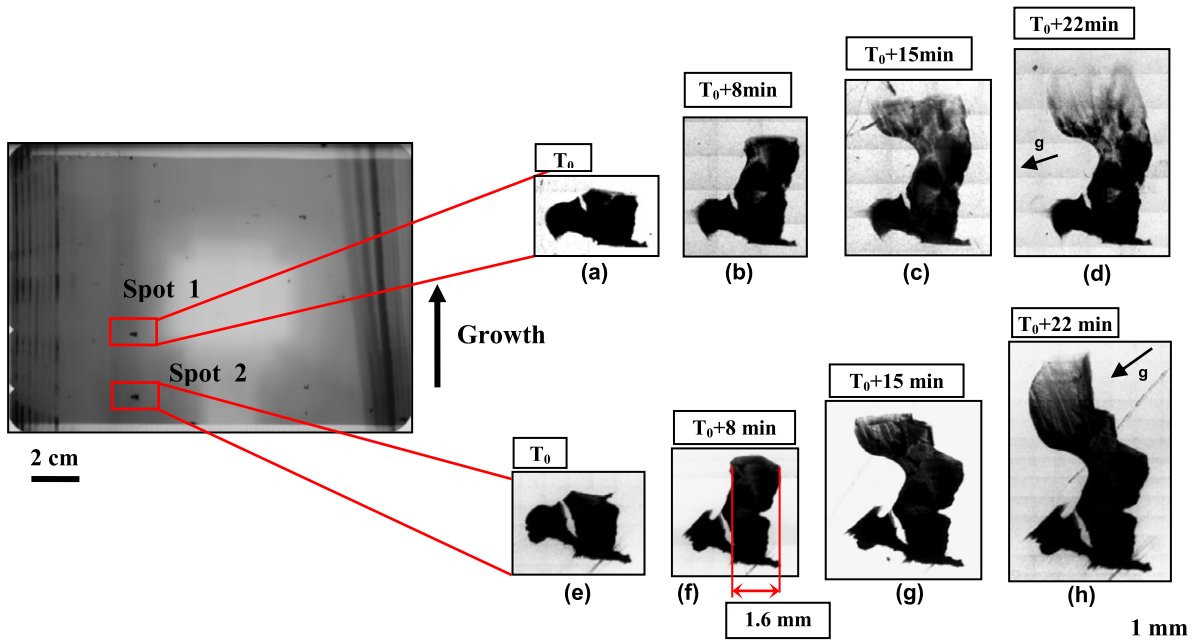 T0+22min
T0+15min
T0+8min
T0
g
(a)
(b)
(c)
(d)
Spot 1
Growth
Spot 2
2 cm
T0+22 min
T0+15 min
T0+8 min
T0
g
(e)
(f)
(g)
(h)
1.6 mm
1 mm